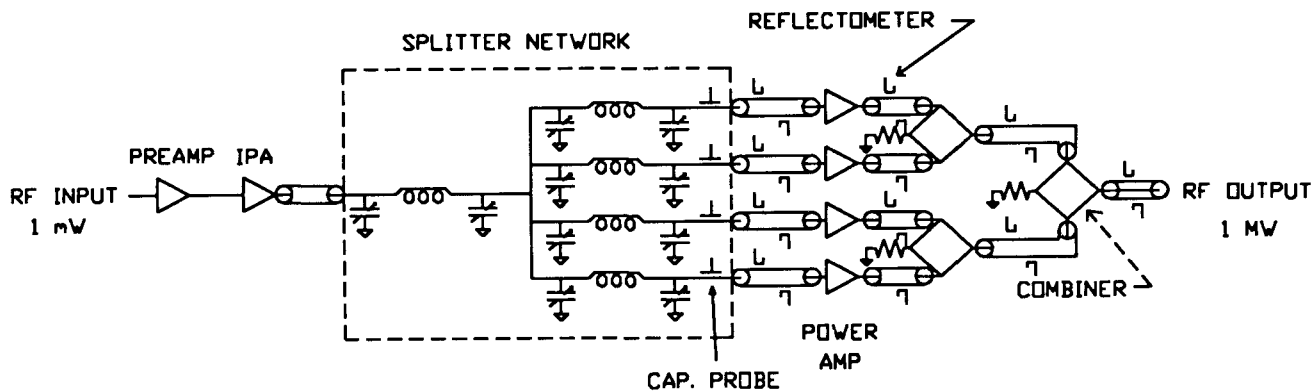 REFLECTOMETER
SPLITTER NETWORK
PREAMP IPA
RF INPUT
1 mW
RF OUTPUT
1 MW
COMBINER
POWER
AMP
CAP. PROBE